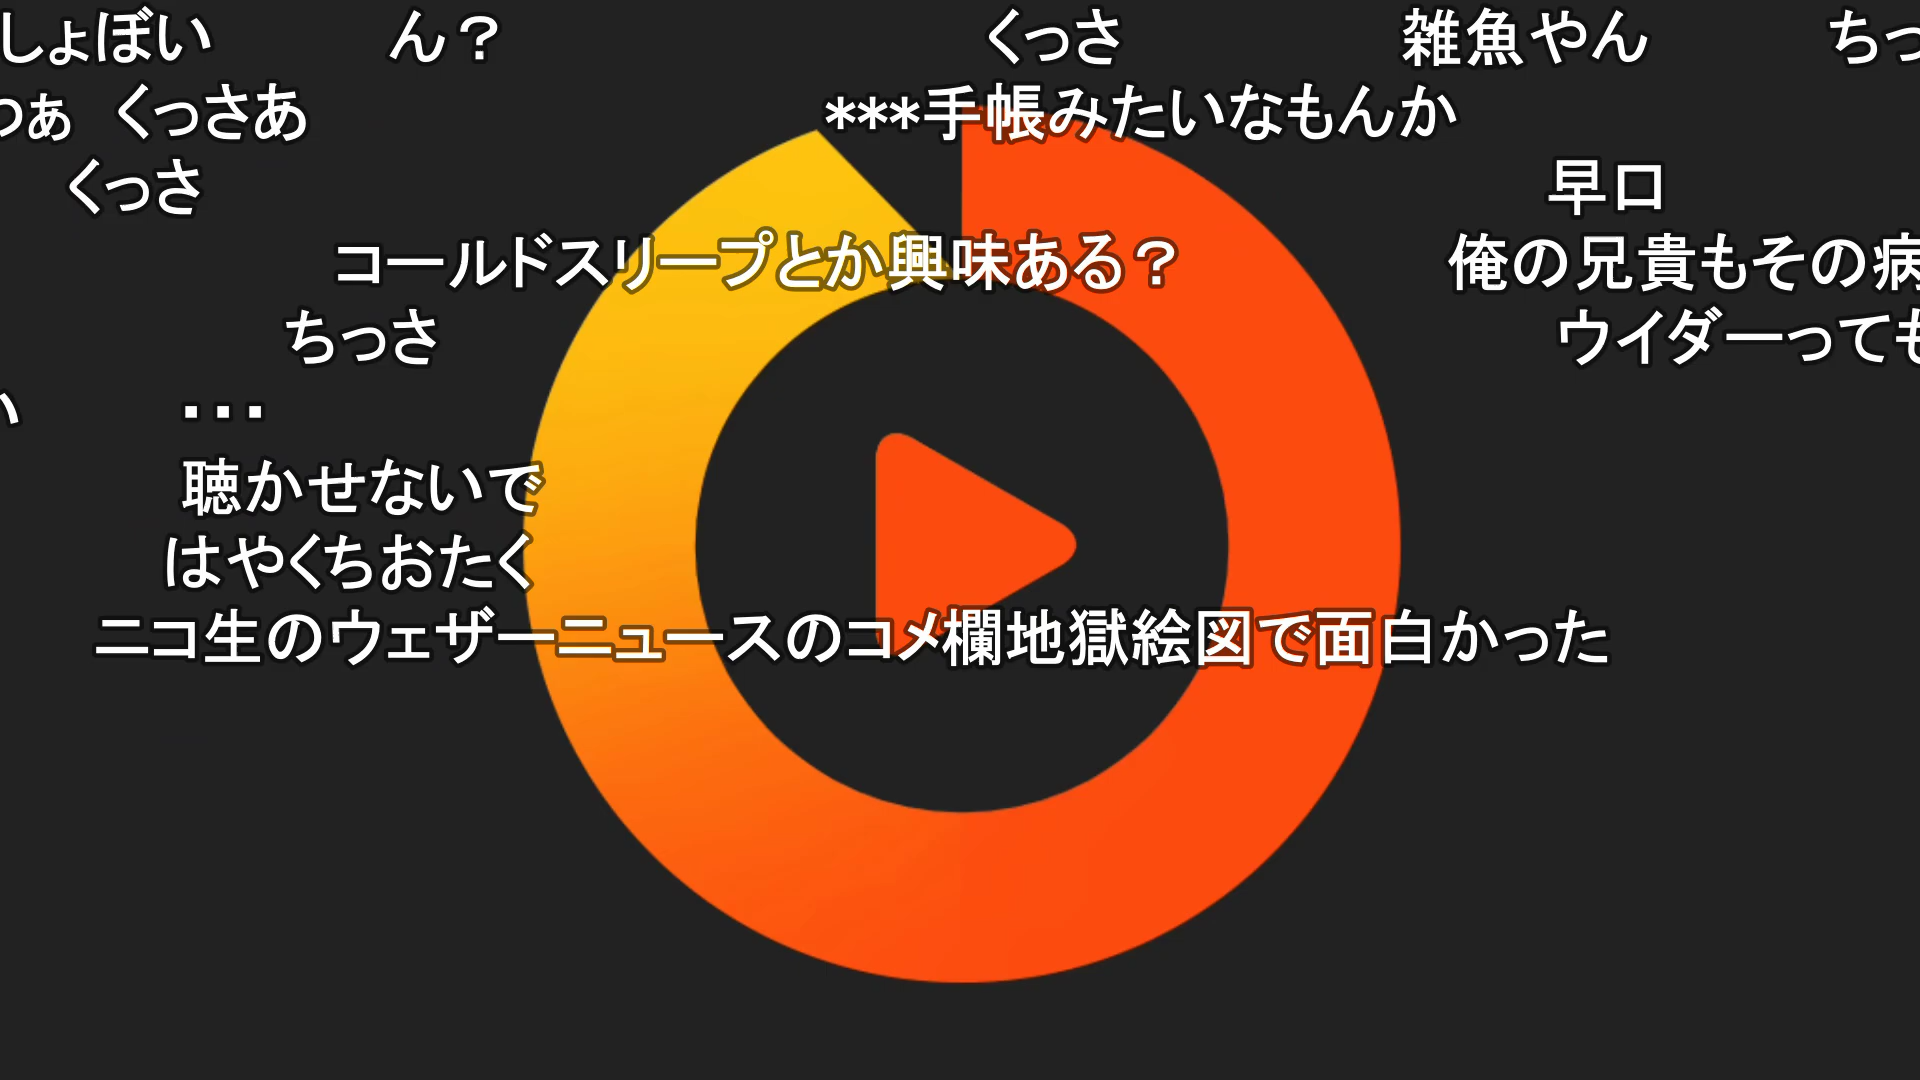 しょぼい ん？ くっさ 雑魚やん ちっ
つぁ くっさあ ***手帳みたいなもんか
くっさ 早口
コールドスリープとか興味ある？ 俺の兄貴もその病
ちっさ ウイダーっても
...
聴かせないで
はやくちおたく
ニコ生のウェザーニュースのコメ欄地獄絵図で面白かった